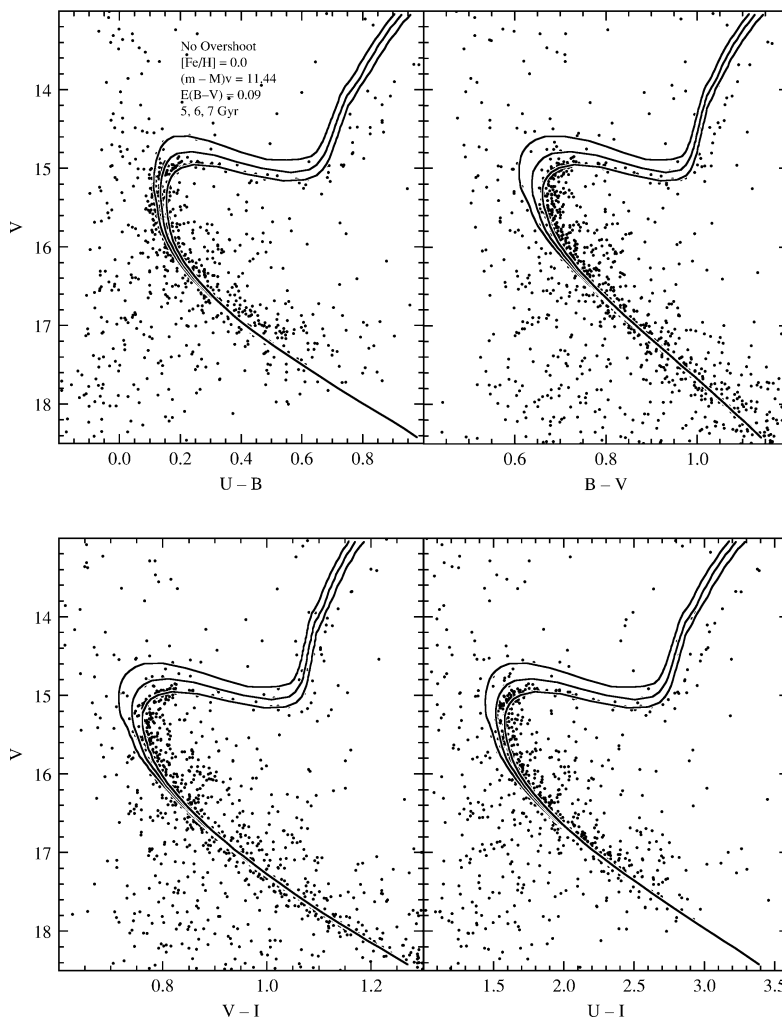 No Overshoot
[Fe/H] = 0.0
(m – M)v = 11.44
E(B–V) = 0.09
5, 6, 7 Gyr
14
15
16
17
18
V
0.0 0.2 0.4 0.6 0.8
U – B
0.6 0.8 1.0
B – V
14
15
16
17
18
V
0.8 1.0 1.2
V – I
1.5 2.0 2.5 3.0 3.5
U – I